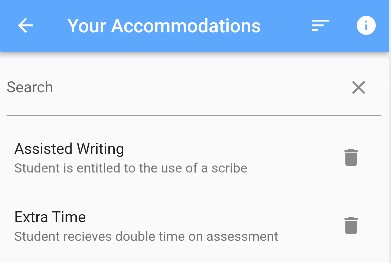 Your Accommodations
Search
Assisted Writing
Student is entitled to the use of a scribe
Extra Time
Student recieves double time on assessment